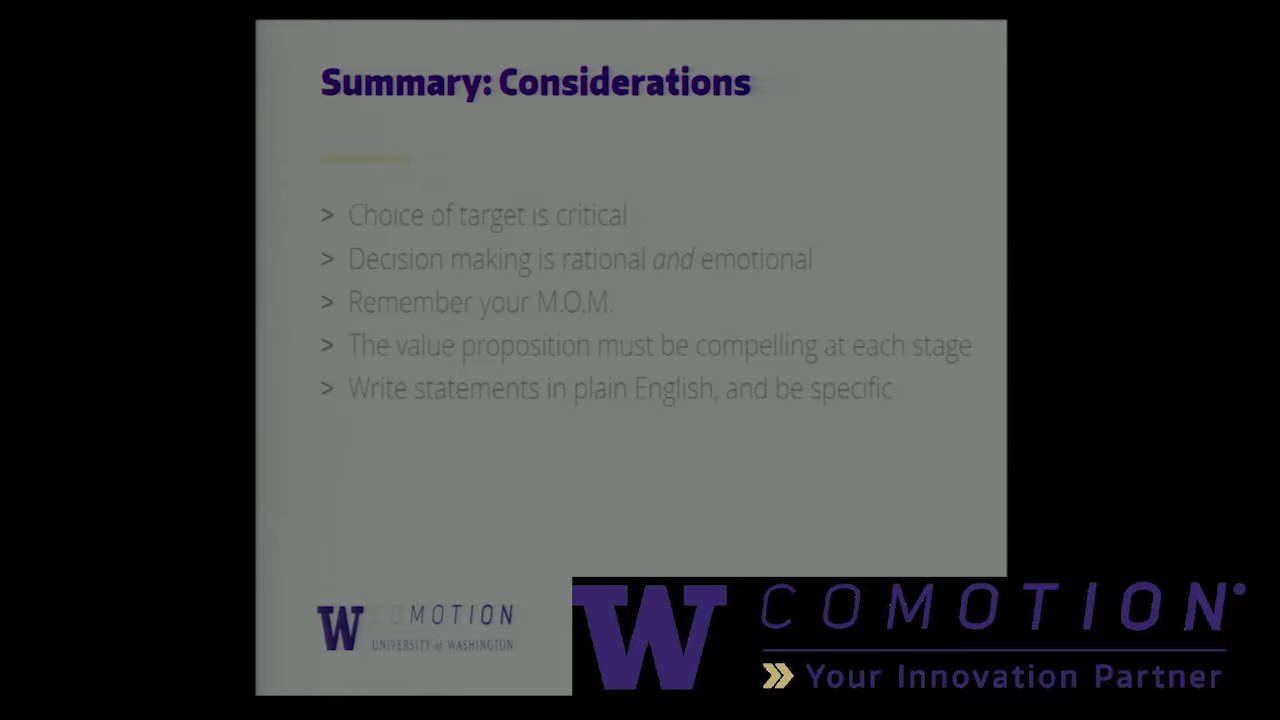 Summary: Considerations
> Choice of target is critical
> Decision making is rational and emotional
> Remember your M.O.M.
> The value proposition must be compelling at each stage
> Write statements in plain English, and be specific
W COMOTION
UNIVERSITY of WASHINGTON
W COMOTION
Your Innovation Partner